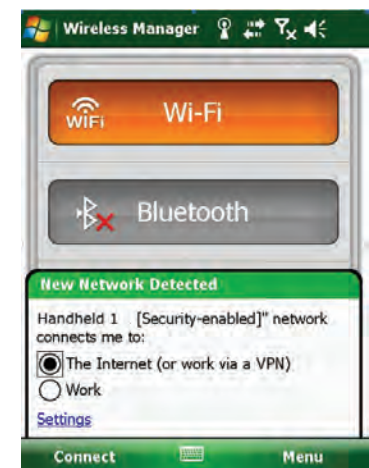 Wireless Manager
WiFi Wi-Fi
Bluetooth
New Network Detected
Handheld 1 [Security-enabled]" network
connects me to:
The Internet (or work via a VPN)
Work
Settings
Connect Menu